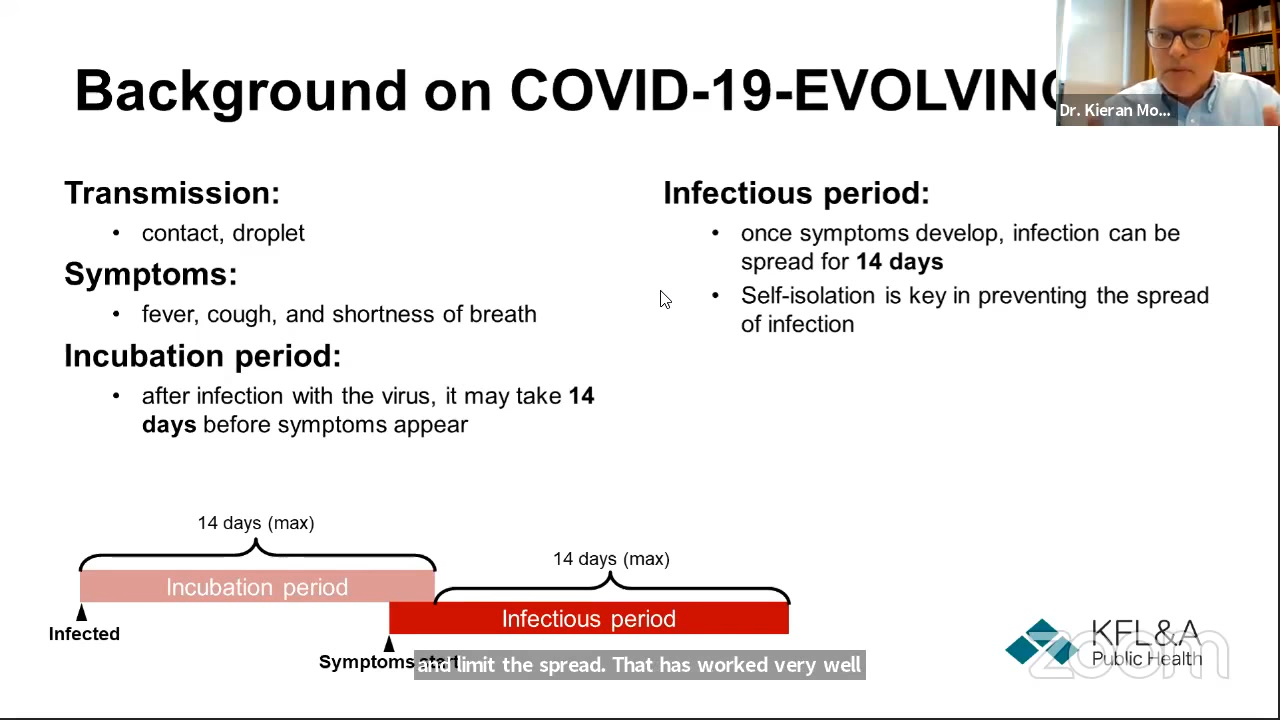 Background on COVID-19-EVOLVING
Dr. Kieran Mo...
Transmission:
• contact, droplet
Symptoms:
• fever, cough, and shortness of breath
Incubation period:
• after infection with the virus, it may take 14
days before symptoms appear
Infectious period:
• once symptoms develop, infection can be
spread for 14 days
• Self-isolation is key in preventing the spread
of infection
14 days (max)
Incubation period
Infected
14 days (max)
Infectious period
Symptoms
and limit the spread. That has worked very well
KFL&A
Public Health
zoom